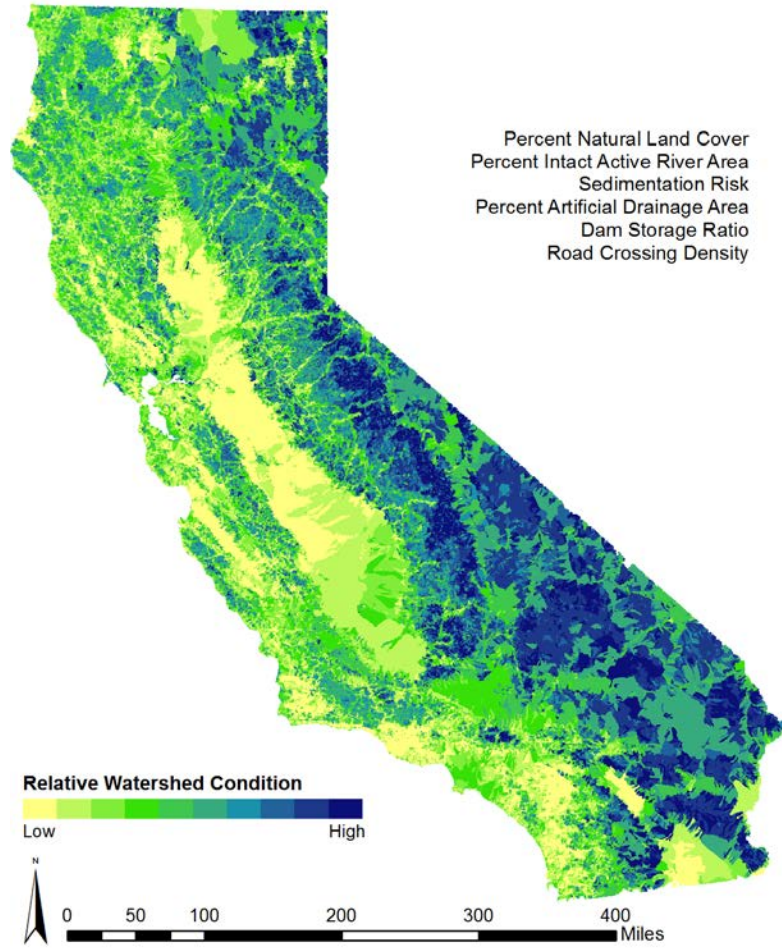 Percent Natural Land Cover
Percent Intact Active River Area
Sedimentation Risk
Percent Artificial Drainage Area
Dam Storage Ratio
Road Crossing Density
Relative Watershed Condition
Low High
N
0 50 100 200 300 400
Miles